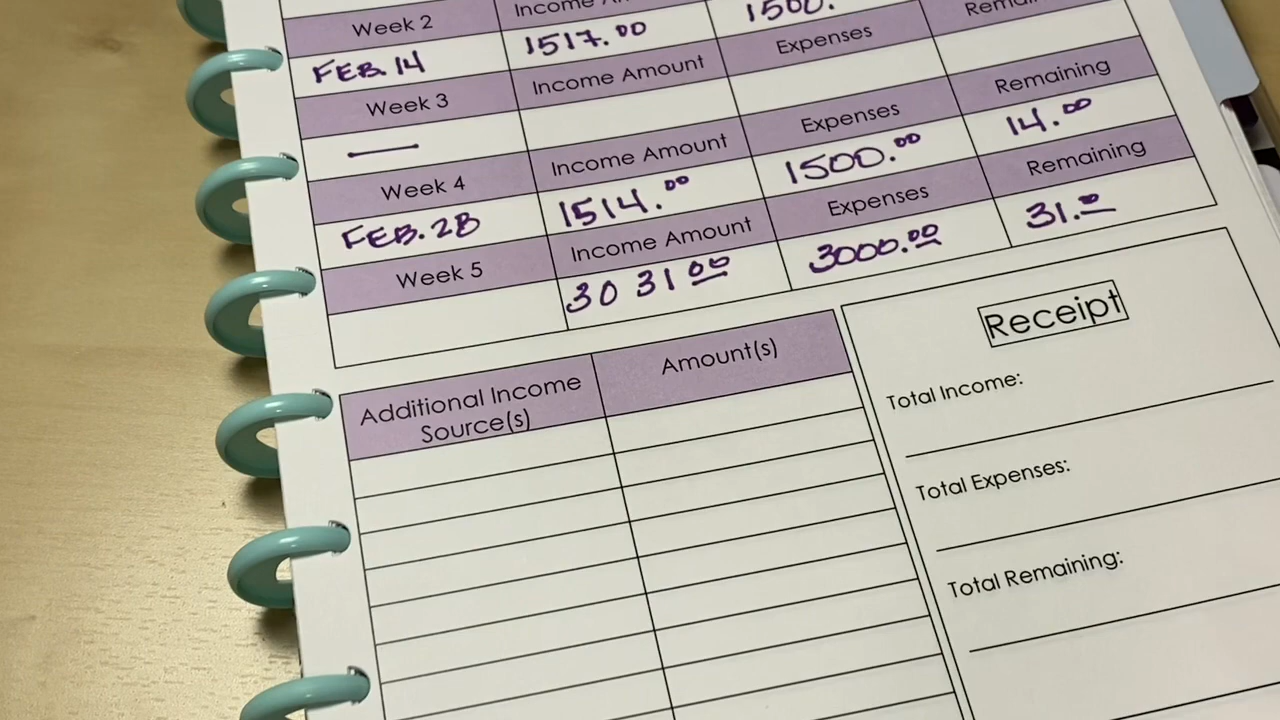 Week 2 Income 1500.
FEB. 14 1517.00 Expenses
Week 3 Income Amount
— Expenses Remaining
Week 4 Income Amount 1500.00 14.00
FEB. 28 1514.00 Expenses Remaining
Week 5 Income Amount 3000.00 31.0
3031 00
Receipt
Additional Income Source(s) Amount(s)
Total Income:
Total Expenses:
Total Remaining: